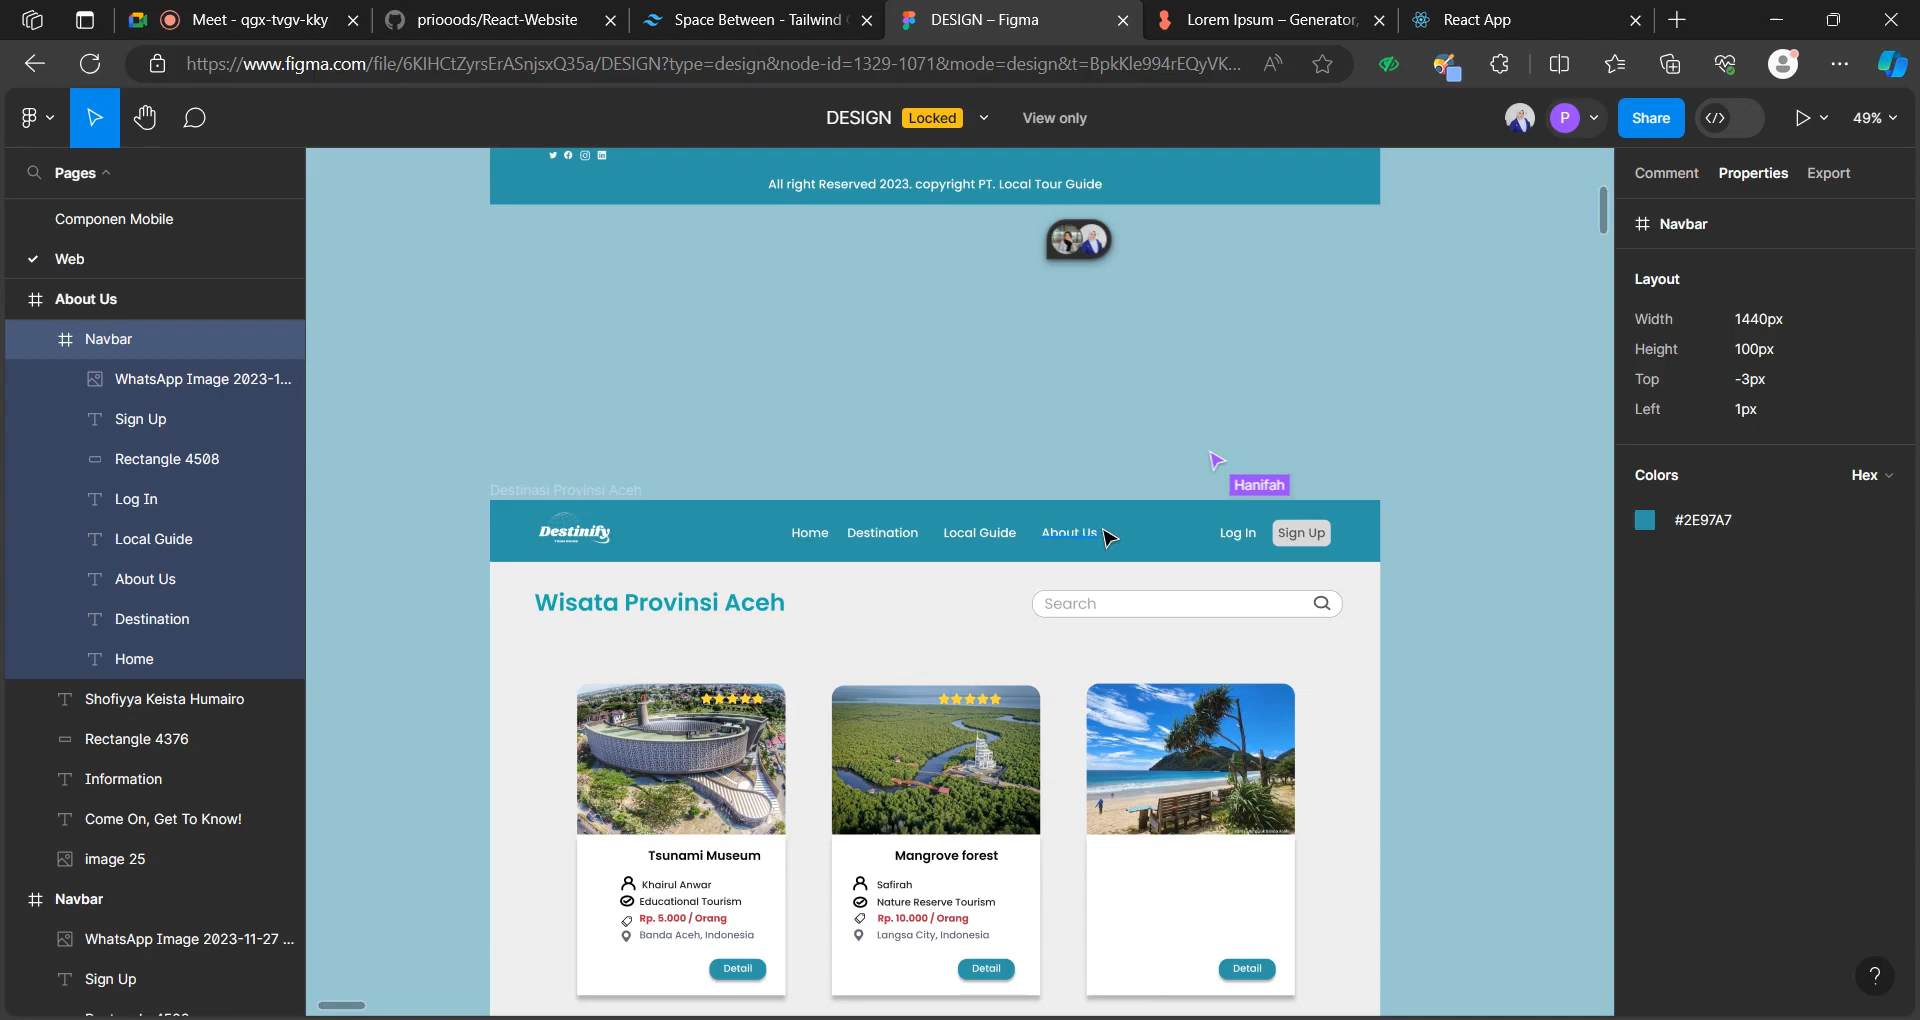 Meet - qgx-tvgv-kky
priooods/React-Website
Space Between - Tailwind
DESIGN – Figma
Lorem Ipsum – Generator,
React App
https://www.figma.com/file/6KIHCtZyrsErASnjsxQ35a/DESIGN?type=design&node-id=1329-1071&mode=design&t=BpkKle994rEQyVK...
DESIGN Locked View only
P Share 49%
Pages
Componen Mobile
Web
About Us
Navbar
WhatsApp Image 2023-1...
Sign Up
Rectangle 4508
Log In
Local Guide
About Us
Destination
Home
Shofiyya Keista Humairo
Rectangle 4376
Information
Come On, Get To Know!
image 25
Navbar
WhatsApp Image 2023-11-27 ...
Sign Up
All right Reserved 2023. copyright PT. Local Tour Guide
Hanifah
Destinasi Provinsi Aceh
Destinify
Home Destination Local Guide About Us Log In Sign Up
Wisata Provinsi Aceh
Search
Tsunami Museum
Khairul Anwar
Educational Tourism
Rp. 5.000 / Orang
Banda Aceh, Indonesia
Detail
Mangrove forest
Safirah
Nature Reserve Tourism
Rp. 10.000 / Orang
Langsa City, Indonesia
Detail
Detail
Comment Properties Export
Navbar
Layout
Width 1440px
Height 100px
Top -3px
Left 1px
Colors Hex
#2E97A7
?